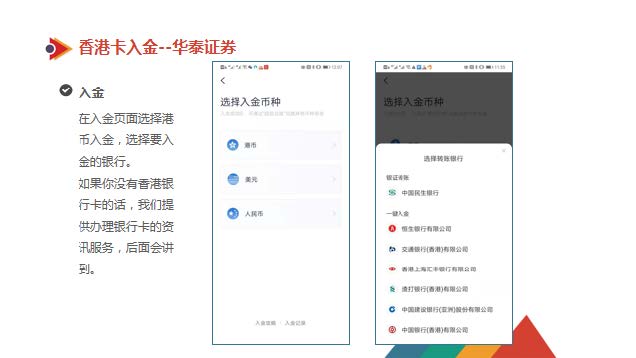 香港卡入金--华泰证券
入金
在入金页面选择港
币入金，选择要入
金的银行。
如果你没有香港银
行卡的话，我们提
供办理银行卡的资
讯服务，后面会讲
到。
选择入金币种
港币
美元
人民币
入金攻略 · 入金记录
11:33
选择入金币种
选择转账银行
银证转账
中国民生银行
一键入金
恒生银行有限公司
交通银行(香港)有限公司
香港上海汇丰银行有限公司
渣打银行(香港)有限公司
中国建设银行(亚洲)股份有限公司
中国银行(香港)有限公司